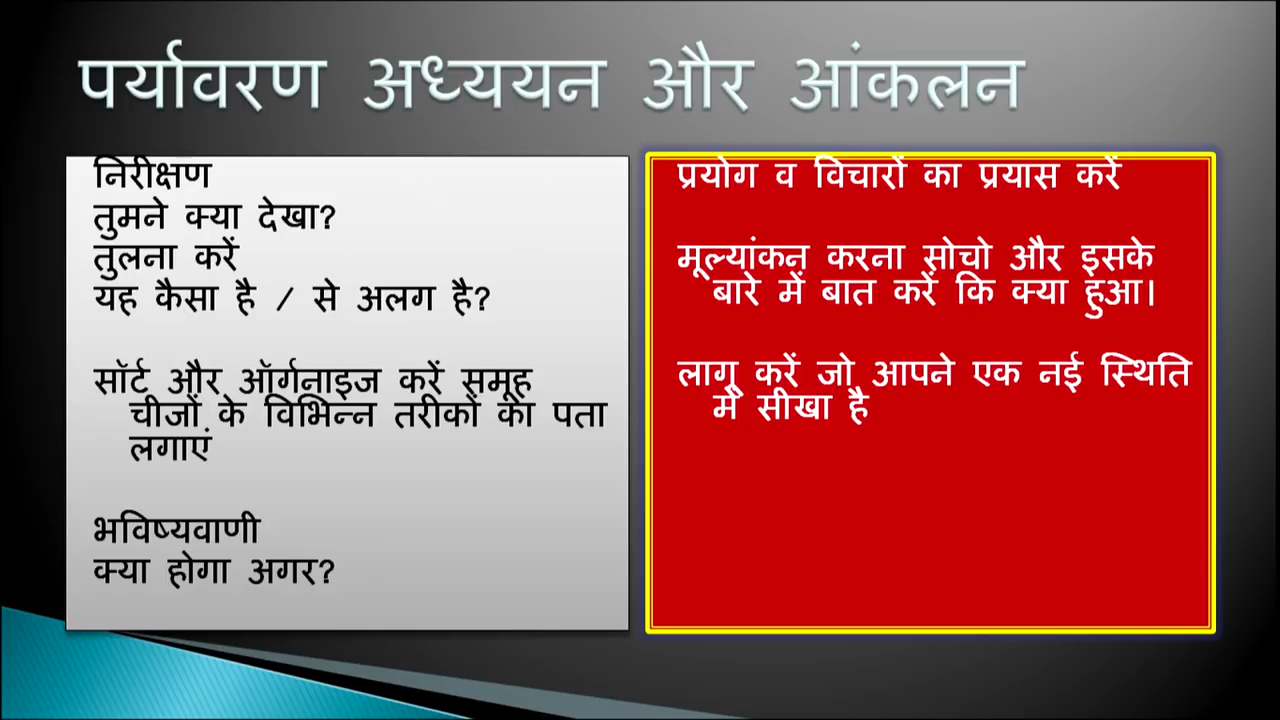 पर्यावरण अध्ययन और आंकलन
निरीक्षण
तुमने क्या देखा?
तुलना करें
यह कैसा है / से अलग है?
सॉर्ट और ऑर्गनाइज करें समूह
चीजों के विभिन्न तरीकों का पता
लगाएं
भविष्यवाणी
क्या होगा अगर?
प्रयोग व विचारों का प्रयास करें
मूल्यांकन करना सोचो और इसके
बारे में बात करें कि क्या हुआ।
लागू करें जो आपने एक नई स्थिति
में सीखा है